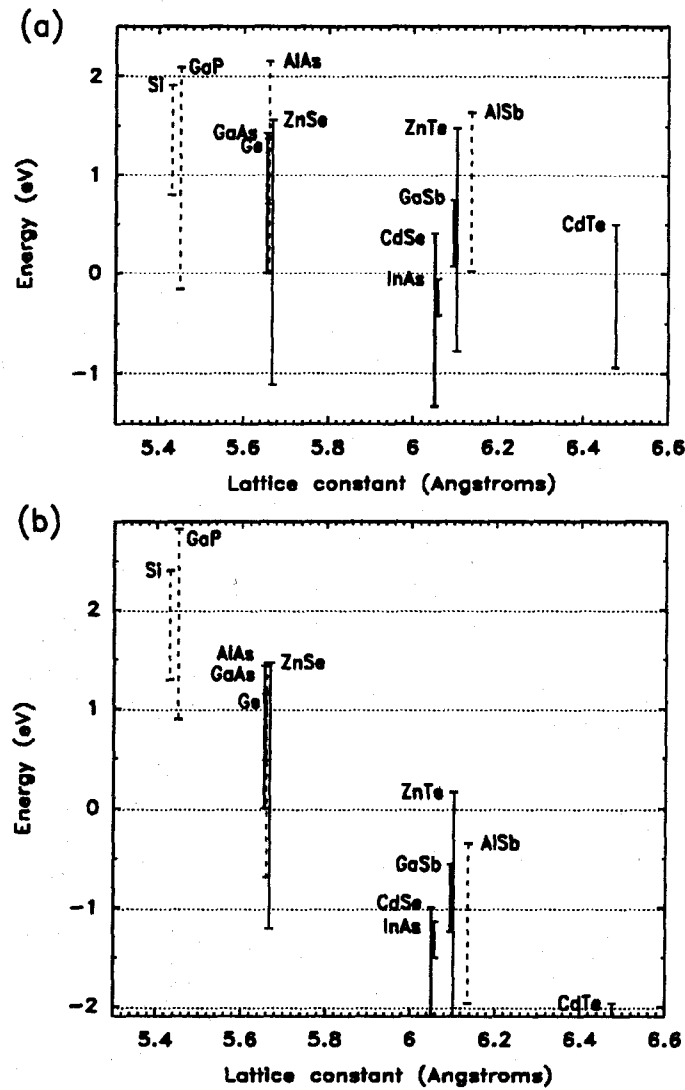 (a)
Si
GaP
AlAs
GaAs
Ge
ZnSe
ZnTe
AlSb
GaSb
CdSe
CdTe
InAs
2
1
0
-1
Energy (eV)
5.4 5.6 5.8 6 6.2 6.4 6.6
Lattice constant (Angstroms)
(b)
GaP
Si
AlAs
ZnSe
GaAs
Ge
ZnTe
AlSb
GaSb
CdSe
InAs
CdTe
2
1
0
-1
-2
Energy (eV)
5.4 5.6 5.8 6 6.2 6.4 6.6
Lattice constant (Angstroms)